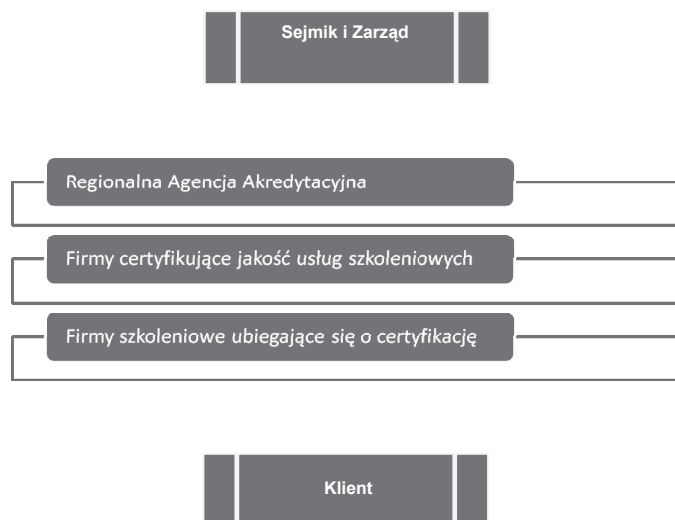 Sejmik i Zarząd
Regionalna Agencja Akredytacyjna
Firmy certyfikujące jakość usług szkoleniowych
Firmy szkoleniowe ubiegające się o certyfikację
Klient